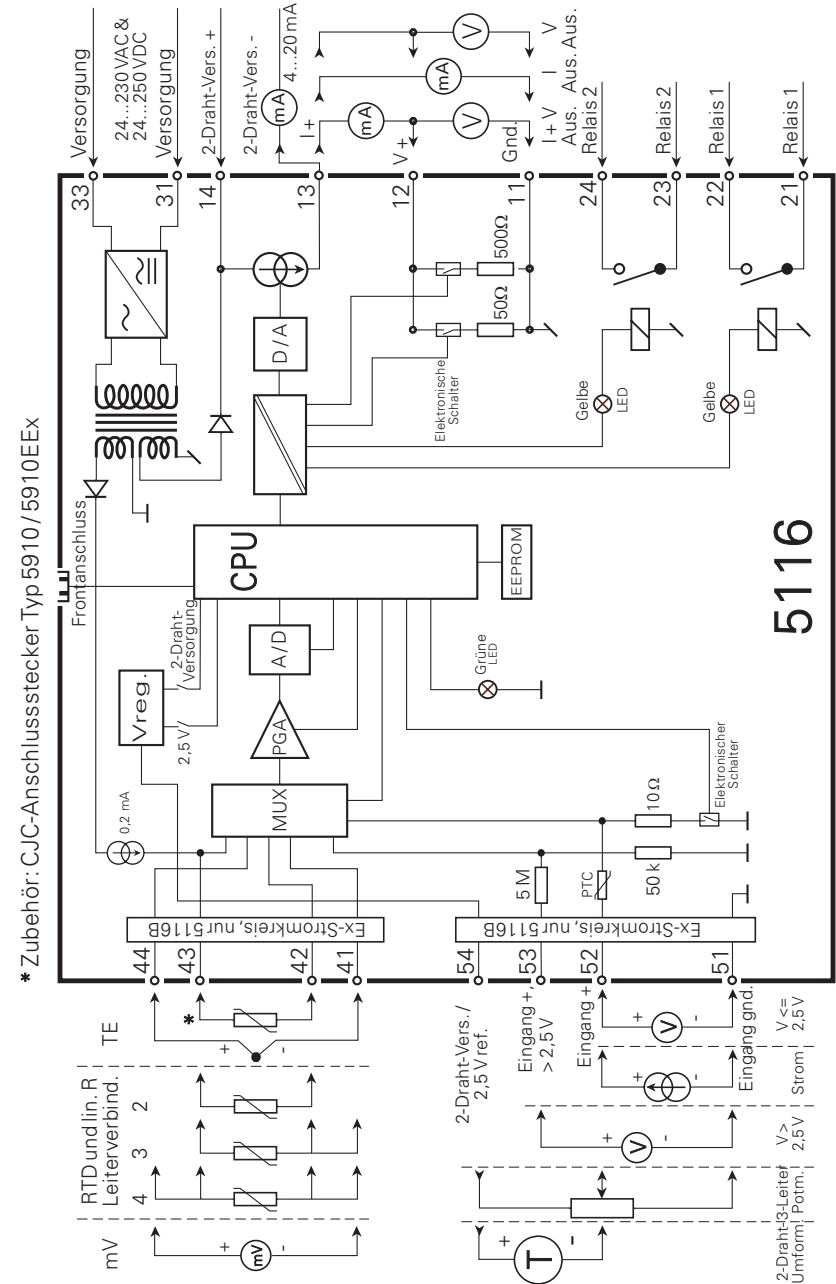 * Zubehör: CJC-Anschlussstecker Typ 5910 / 5910EEx
Versorgung
24...230 VAC &
24...250 VDC
Versorgung
2-Draht-Vers. +
2-Draht-Vers. -
mA
4...20 mA
I+
mA
mA
V
V
V+
Gnd.
I + V
Aus.
I
Aus.
V
Aus.
Relais 2
Relais 2
Relais 1
Relais 1
33
31
14
13
12
11
24
23
22
21
500Ω
50Ω
D / A
Elektronische
Schalter
Gelbe
LED
Gelbe
LED
Frontanschluss
CPU
EEPROM
5116
2-Draht-
Versorgung
Vreg.
2,5 V
A/D
PGA
MUX
Grüne
LED
0,2 mA
10 Ω
Elektronischer
Schalter
5 M
PTC
50 k
Ex-Stromkreis, nur 5116B
Ex-Stromkreis, nur 5116B
44
43
42
41
54
53
52
51
TE
*
+
-
RTD und lin. R
Leiterverbind.
4
3
2
mV
+
mV
-
2-Draht-Vers. /
2,5 V ref.
Eingang +,
> 2,5 V
Eingang +
Eingang gnd.
+
V
-
V <=
2,5 V
+
-
Strom
+
V
-
V >
2,5 V
3-Leiter
Potm.
+
T
-
2-Draht-
Umform.